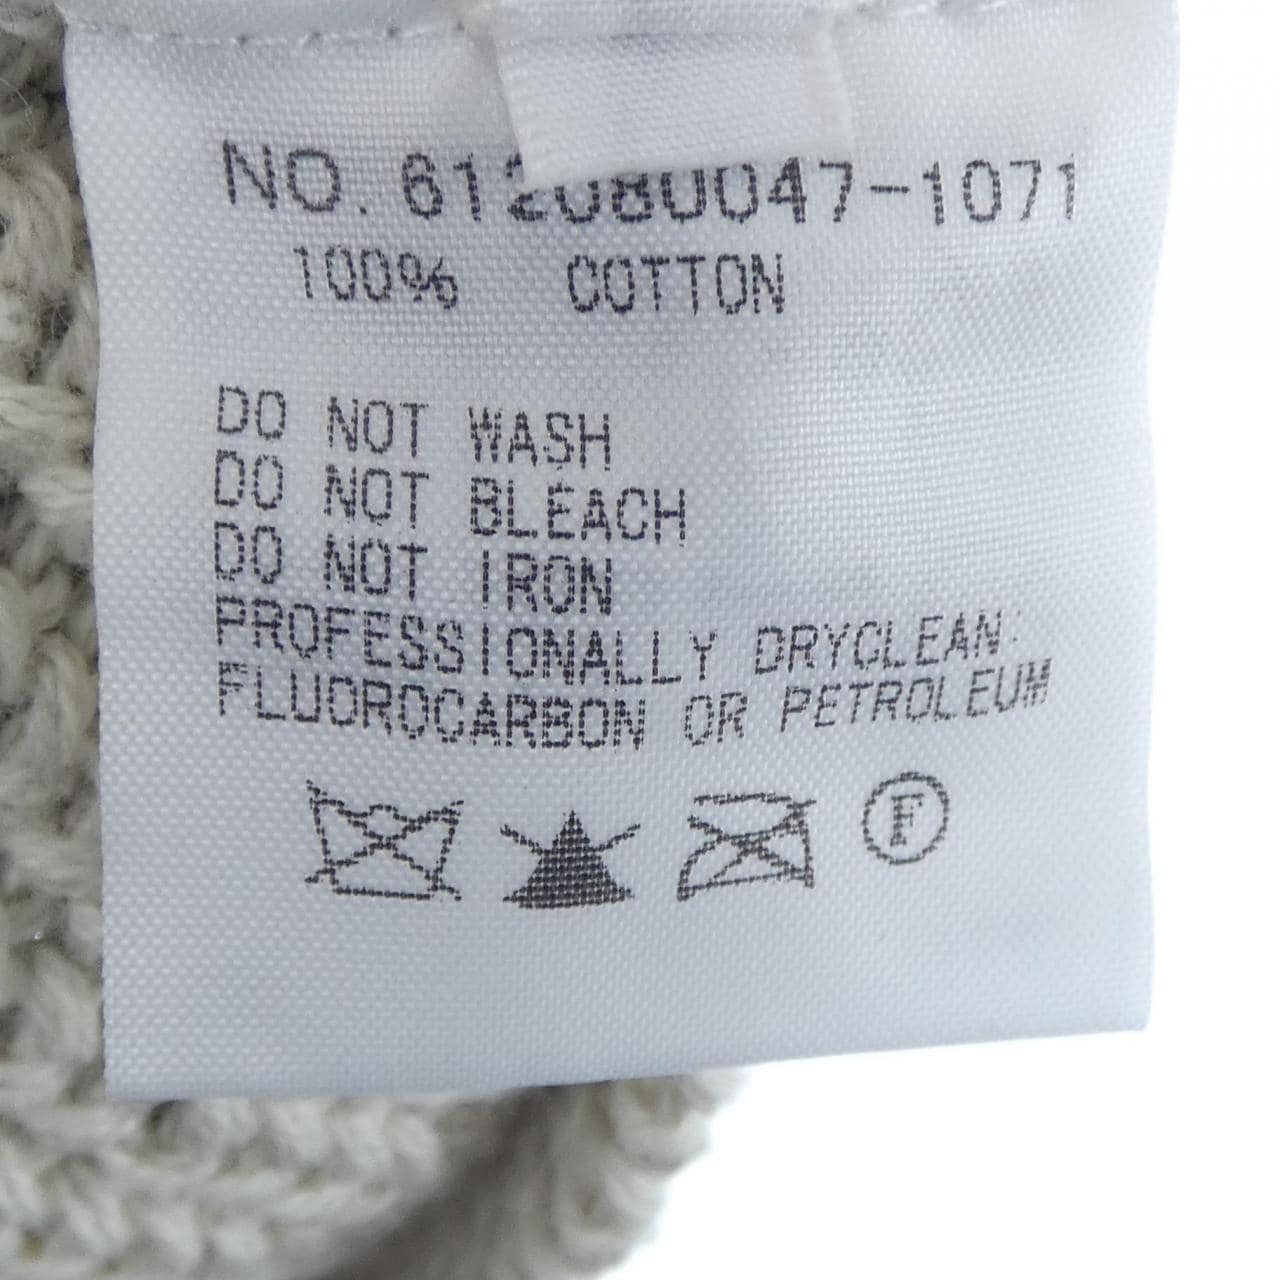 NO. 612080047-1071
100% COTTON
DO NOT WASH
DO NOT BLEACH
DO NOT IRON
PROFESSIONALLY DRYCLEAN:
FLUOROCARBON OR PETROLEUM
F